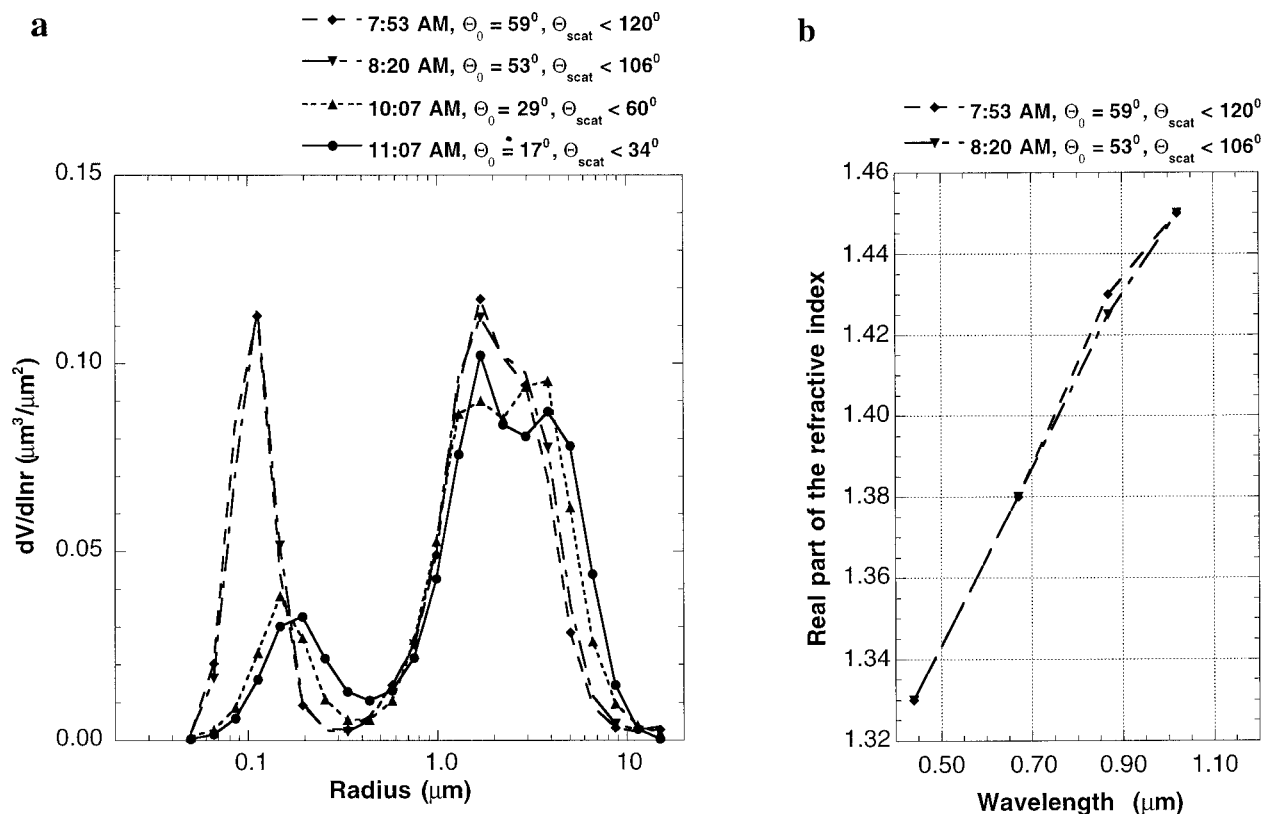 a
7:53 AM, Θ0 = 59⁰, Θscat < 120⁰
8:20 AM, Θ0 = 53⁰, Θscat < 106⁰
10:07 AM, Θ0 = 29⁰, Θscat < 60⁰
11:07 AM, Θ0 = 17⁰, Θscat < 34⁰
0.15
0.10
0.05
0.00
dV/dlnr (μm³/μm²)
0.1
1.0
10
Radius (μm)
b
7:53 AM, Θ0 = 59⁰, Θscat < 120⁰
8:20 AM, Θ0 = 53⁰, Θscat < 106⁰
1.46
1.44
1.42
1.40
1.38
1.36
1.34
1.32
Real part of the refractive index
0.50
0.70
0.90
1.10
Wavelength (μm)